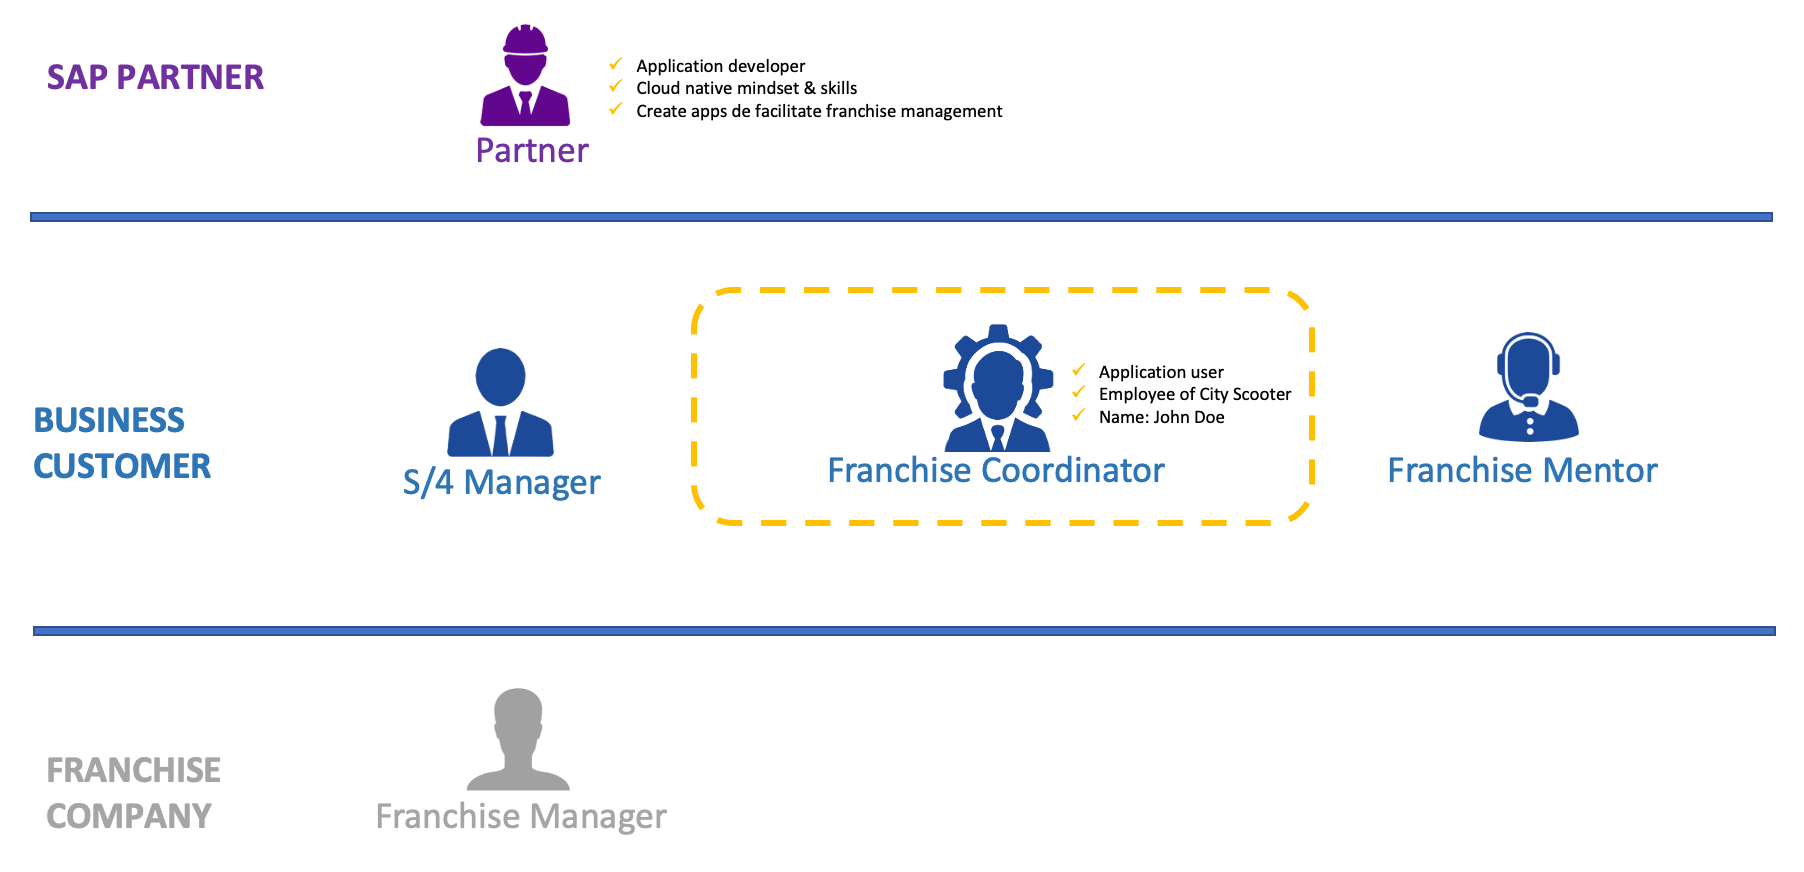 SAP PARTNER
Application developer
Cloud native mindset & skills
Create apps de facilitate franchise management
Partner
BUSINESS
CUSTOMER
S/4 Manager
Application user
Employee of City Scooter
Name: John Doe
Franchise Coordinator
Franchise Mentor
FRANCHISE
COMPANY
Franchise Manager